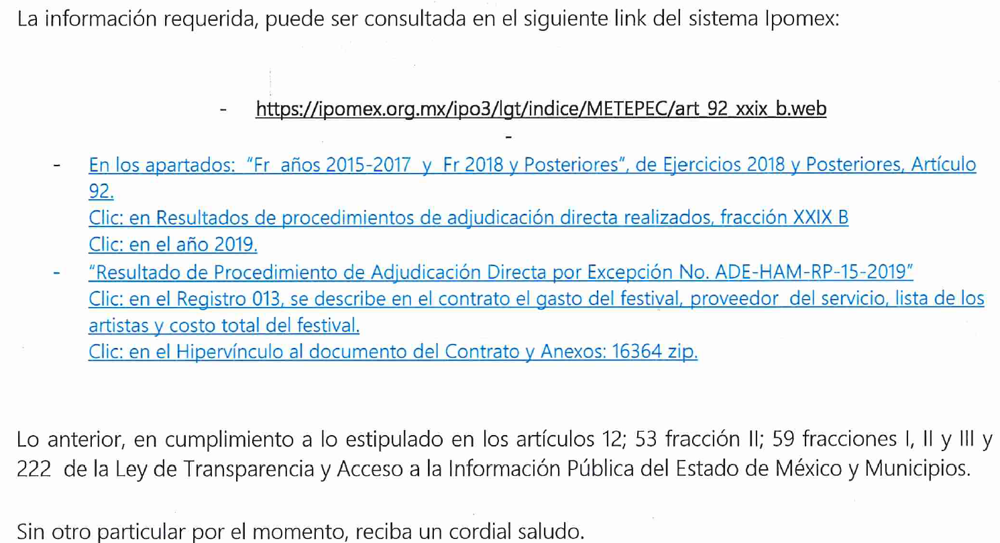 La información requerida, puede ser consultada en el siguiente link del sistema Ipomex:
- https://ipomex.org.mx/ipo3/lgt/indice/METEPEC/art_92_xxix_b.web
-
- En los apartados: "Fr años 2015-2017 y Fr 2018 y Posteriores", de Ejercicios 2018 y Posteriores, Artículo
92.
Clic: en Resultados de procedimientos de adjudicación directa realizados, fracción XXIX B
Clic: en el año 2019.
- "Resultado de Procedimiento de Adjudicación Directa por Excepción No. ADE-HAM-RP-15-2019"
Clic: en el Registro 013, se describe en el contrato el gasto del festival, proveedor del servicio, lista de los
artistas y costo total del festival.
Clic: en el Hipervínculo al documento del Contrato y Anexos: 16364 zip.
Lo anterior, en cumplimiento a lo estipulado en los artículos 12; 53 fracción II; 59 fracciones I, II y III y
222 de la Ley de Transparencia y Acceso a la Información Pública del Estado de México y Municipios.
Sin otro particular por el momento, reciba un cordial saludo.